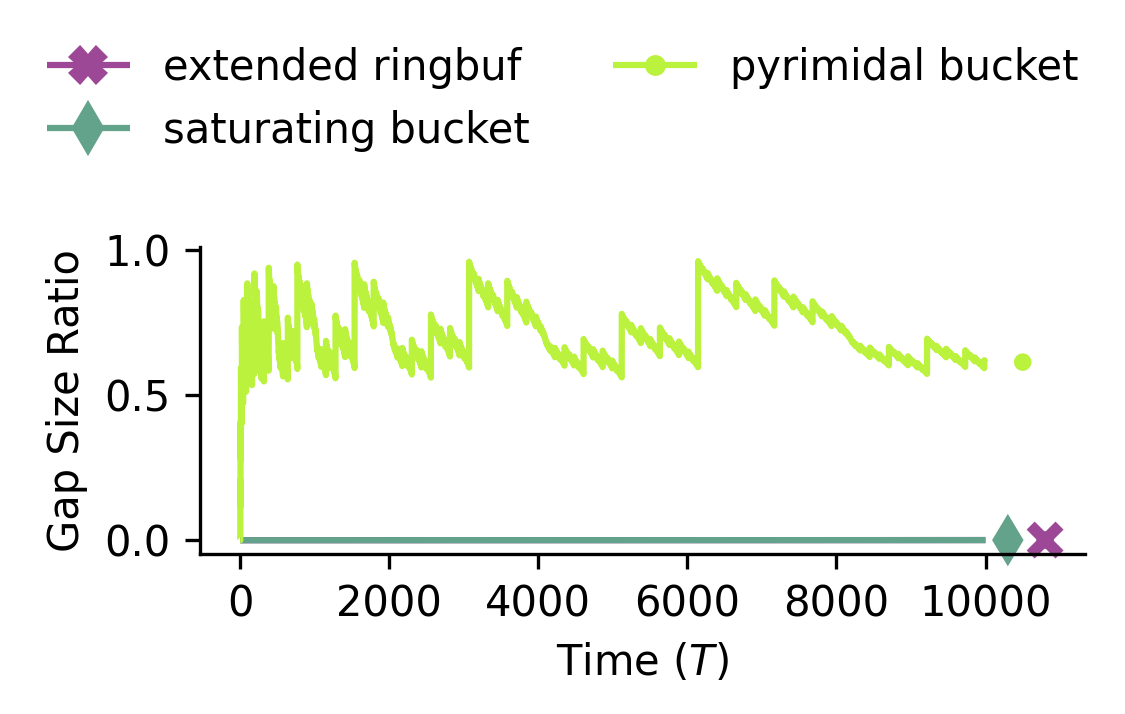 extended ringbuf
saturating bucket
pyrimidal bucket
Gap Size Ratio
1.0
0.5
0.0
0 2000 4000 6000 8000 10000
Time (T)